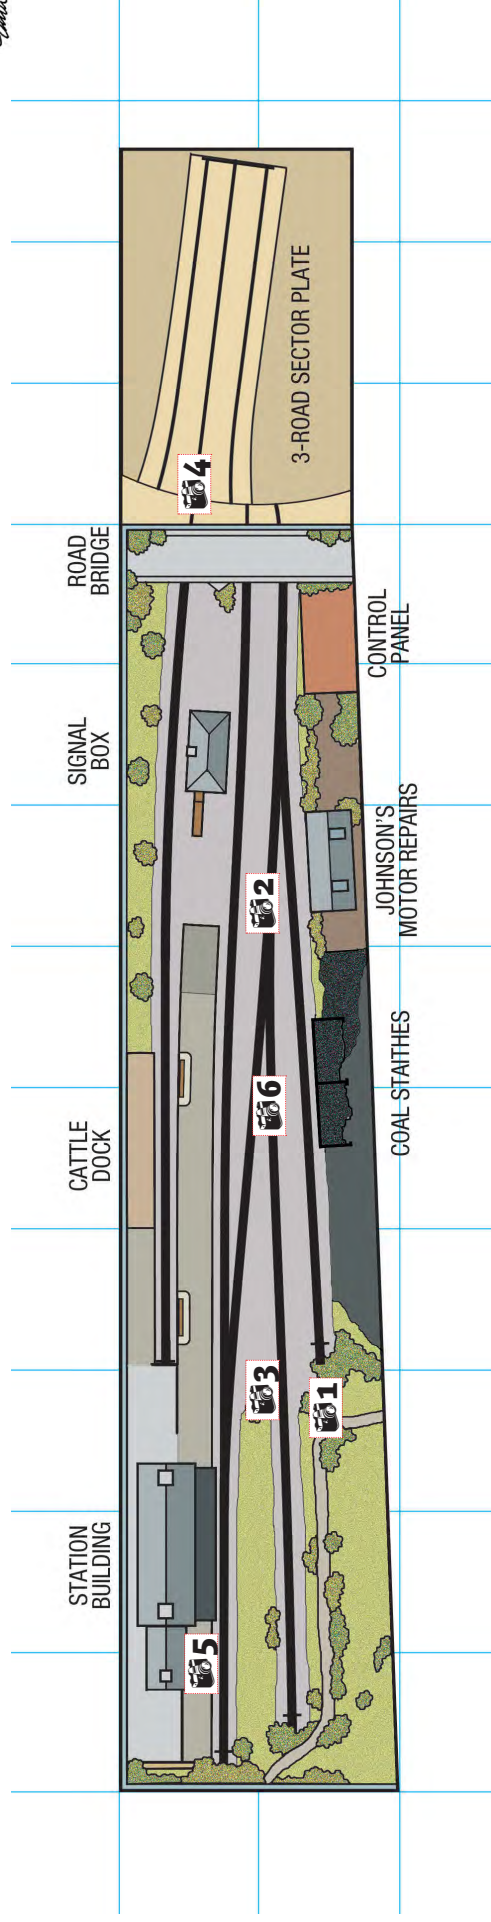 3-ROAD SECTOR PLATE
4
ROAD
BRIDGE
CONTROL
PANEL
SIGNAL
BOX
JOHNSON'S
MOTOR REPAIRS
2
COAL STAITHES
6
CATTLE
DOCK
3
1
STATION
BUILDING
5